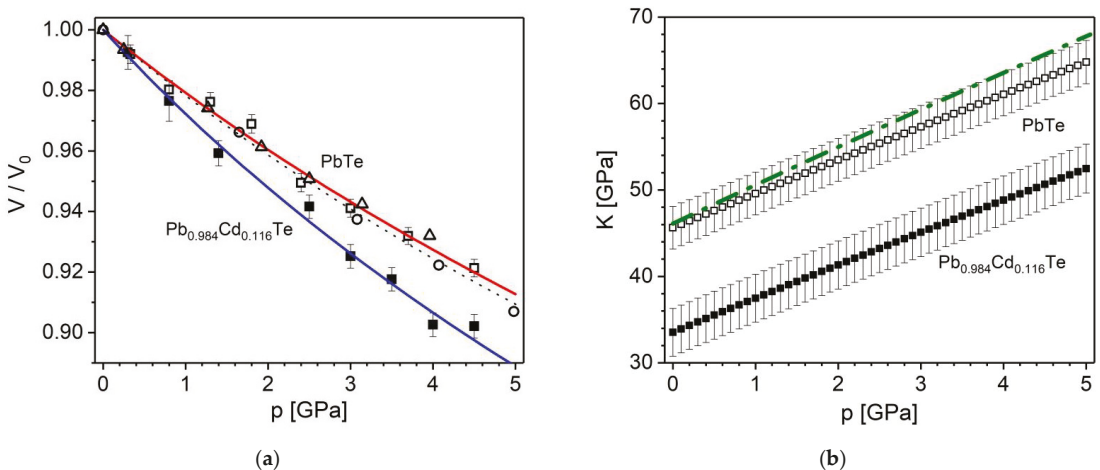 1.00
0.98
0.96
0.94
0.92
0.90
V / V₀
PbTe
Pb₀.₉₈₄Cd₀.₁₁₆Te
0 1 2 3 4 5
p [GPa]
(a)
70
60
50
40
30
K [GPa]
PbTe
Pb₀.₉₈₄Cd₀.₁₁₆Te
0 1 2 3 4 5
p [GPa]
(b)